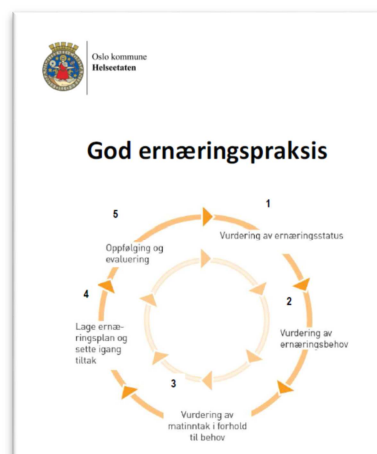 Oslo kommune
Helseetaten
God ernæringspraksis
1
Vurdering av ernæringsstatus
2
Vurdering av
ernæringsbehov
3
Vurdering av
matinntak i forhold
til behov
4
Lage ernæ-
ringsplan og
sette igang
tiltak
5
Oppfølging og
evaluering